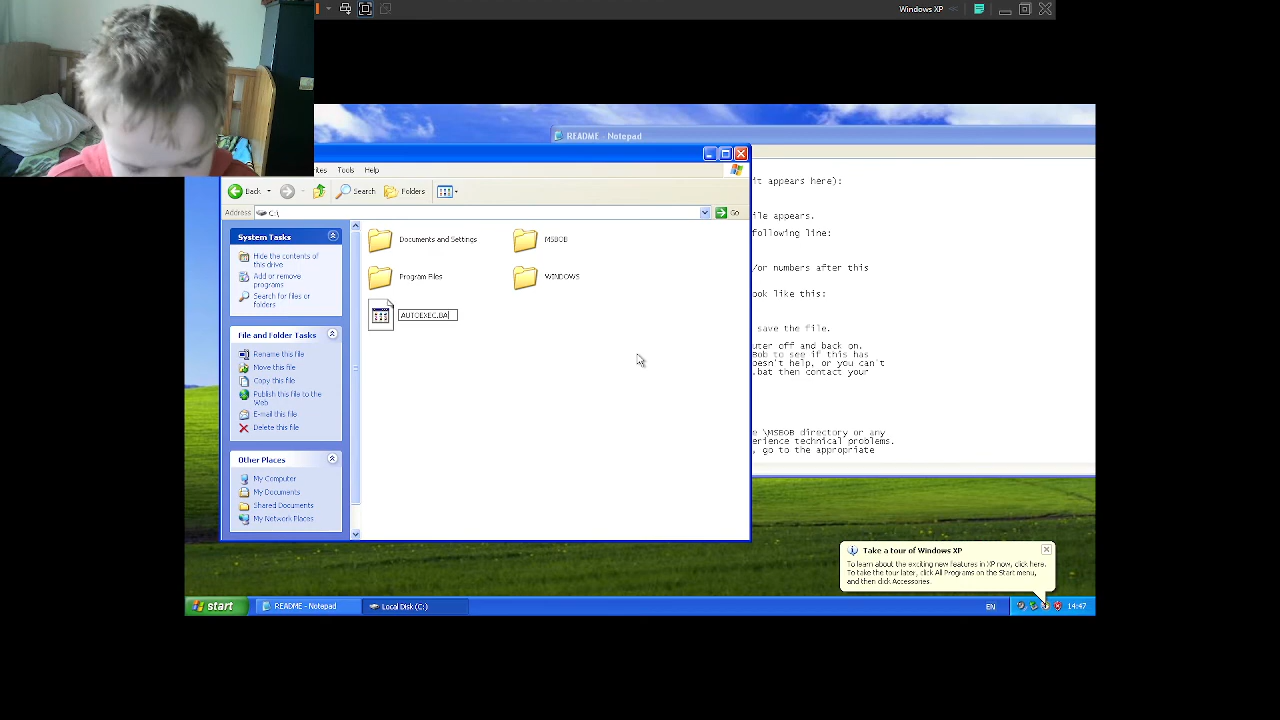 Windows XP
README - Notepad
ites Tools Help
it appears here):
Back Search Folders
Address C:\ Go
ile appears.
following line:
System Tasks
Hide the contents of
this drive
Add or remove
programs
Search for files or
folders
Documents and Settings MSBOB
Program Files WINDOWS
AUTOEXEC.BA
/or numbers after this
ook like this:
save the file.
File and Folder Tasks
Rename this file
Move this file
Copy this file
Publish this file to the
Web
E-mail this file
Delete this file
uter off and back on.
Bob to see if this has
oesn't help, or you can't
.bat then contact your
e \MSBOB directory or any
erience technical problems.
, go to the appropriate
Other Places
My Computer
My Documents
Shared Documents
My Network Places
Take a tour of Windows XP
To learn about the exciting new features in XP now, click here.
To take the tour later, click All Programs on the Start menu,
and then click Accessories.
start README - Notepad Local Disk (C:) EN 14:47